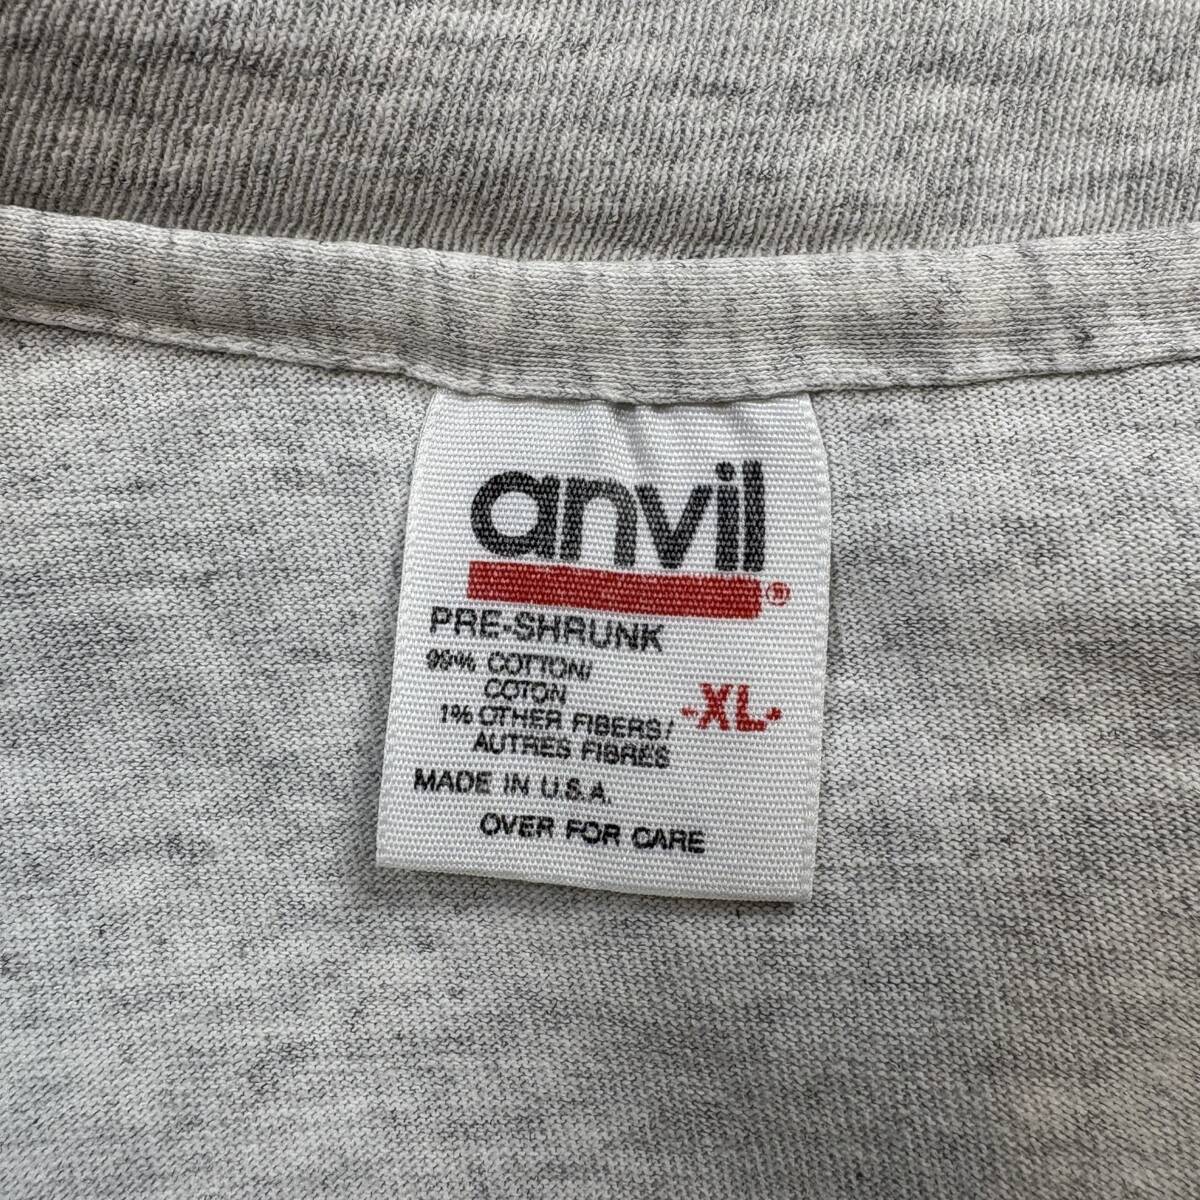 anvil®
PRE-SHRUNK
99% COTTON/
COTON
1% OTHER FIBERS/
AUTRES FIBRES
-XL-
MADE IN U.S.A.
OVER FOR CARE